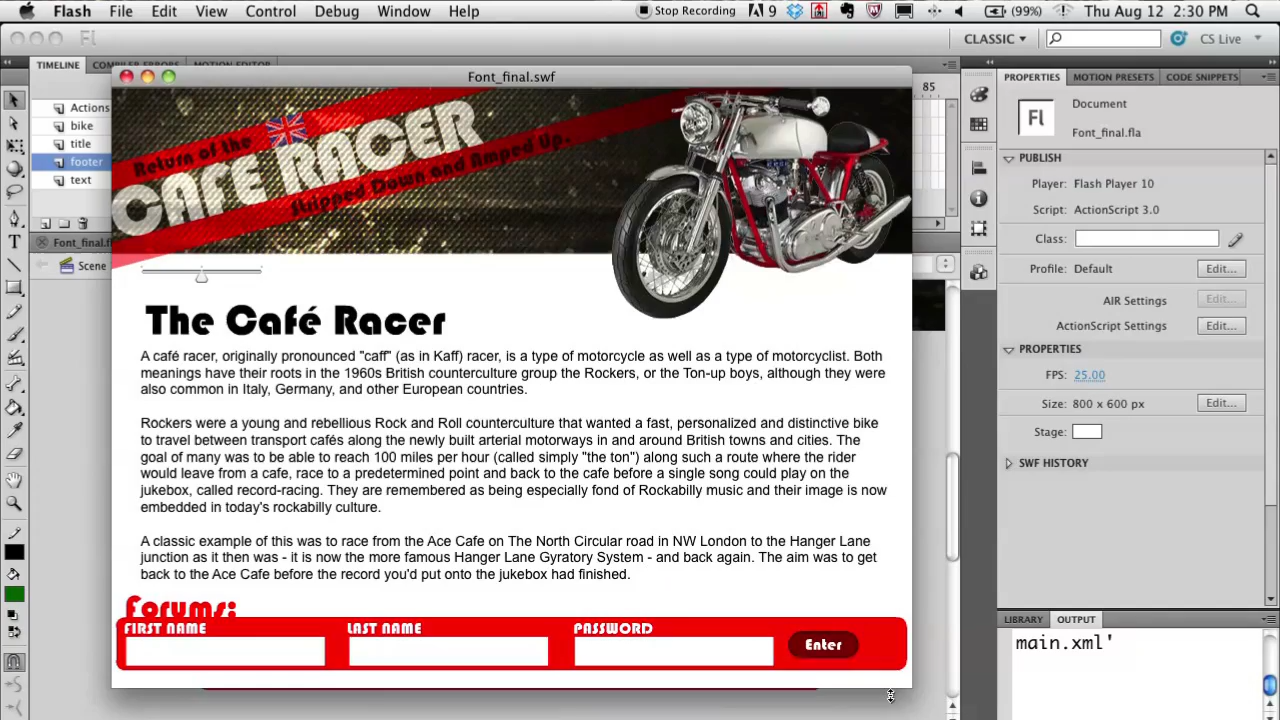 Flash File Edit View Control Debug Window Help Stop Recording 9 (99%) Thu Aug 12 2:30 PM
Fl CLASSIC CS Live
TIMELINE COMPILER ERRORS MOTION EDITOR
Font_final.swf
85
Actions
bike
title
footer
text
Font_final.fl
Scene
Return of the
CAFE RACER
Stripped Down and Amped Up.
The Café Racer
A café racer, originally pronounced "caff" (as in Kaff) racer, is a type of motorcycle as well as a type of motorcyclist. Both
meanings have their roots in the 1960s British counterculture group the Rockers, or the Ton-up boys, although they were
also common in Italy, Germany, and other European countries.
Rockers were a young and rebellious Rock and Roll counterculture that wanted a fast, personalized and distinctive bike
to travel between transport cafés along the newly built arterial motorways in and around British towns and cities. The
goal of many was to be able to reach 100 miles per hour (called simply "the ton") along such a route where the rider
would leave from a cafe, race to a predetermined point and back to the cafe before a single song could play on the
jukebox, called record-racing. They are remembered as being especially fond of Rockabilly music and their image is now
embedded in today's rockabilly culture.
A classic example of this was to race from the Ace Cafe on The North Circular road in NW London to the Hanger Lane
junction as it then was - it is now the more famous Hanger Lane Gyratory System - and back again. The aim was to get
back to the Ace Cafe before the record you'd put onto the jukebox had finished.
Forums:
FIRST NAME LAST NAME PASSWORD
Enter
PROPERTIES MOTION PRESETS CODE SNIPPETS
Fl
Document
Font_final.fla
PUBLISH
Player: Flash Player 10
Script: ActionScript 3.0
Class:
Profile: Default Edit...
AIR Settings Edit...
ActionScript Settings Edit...
PROPERTIES
FPS: 25.00
Size: 800 x 600 px Edit...
Stage:
SWF HISTORY
LIBRARY OUTPUT
main.xml'